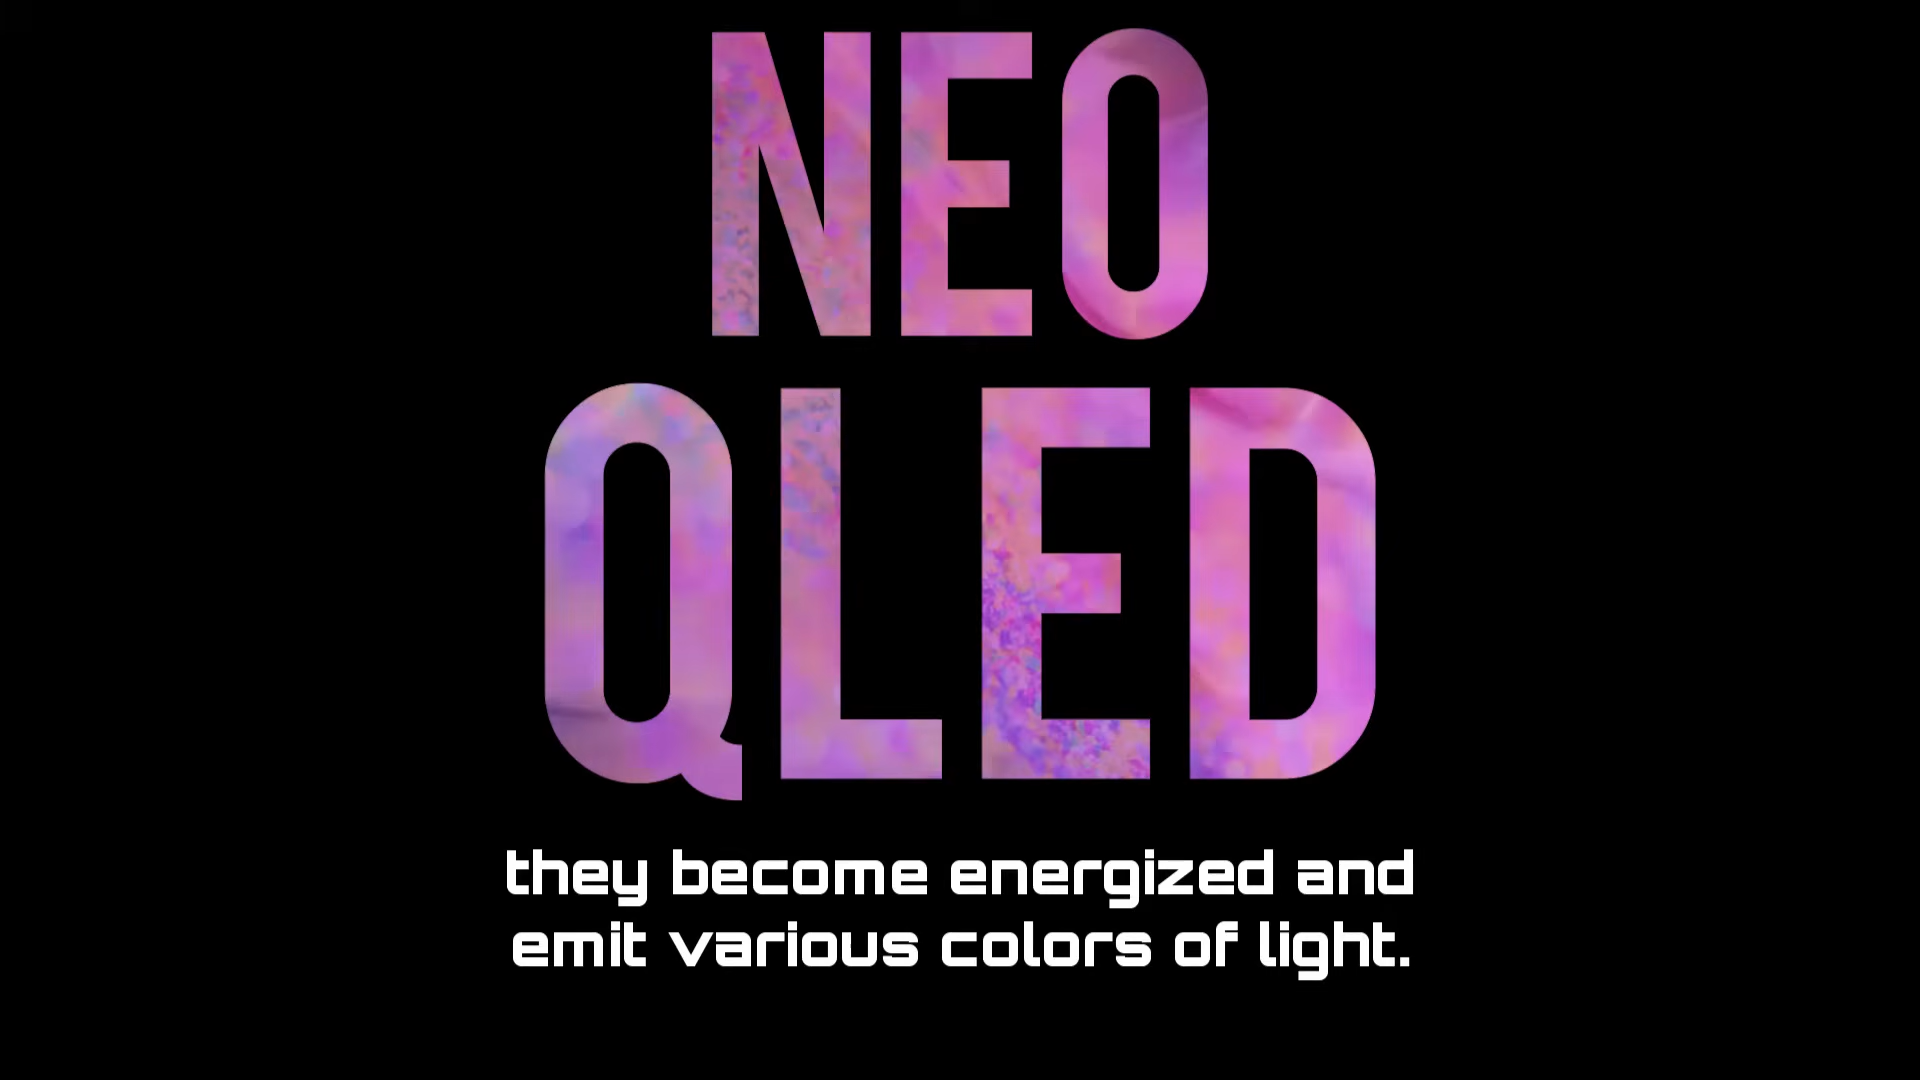 NEO
QLED
they become energized and
emit various colors of light.